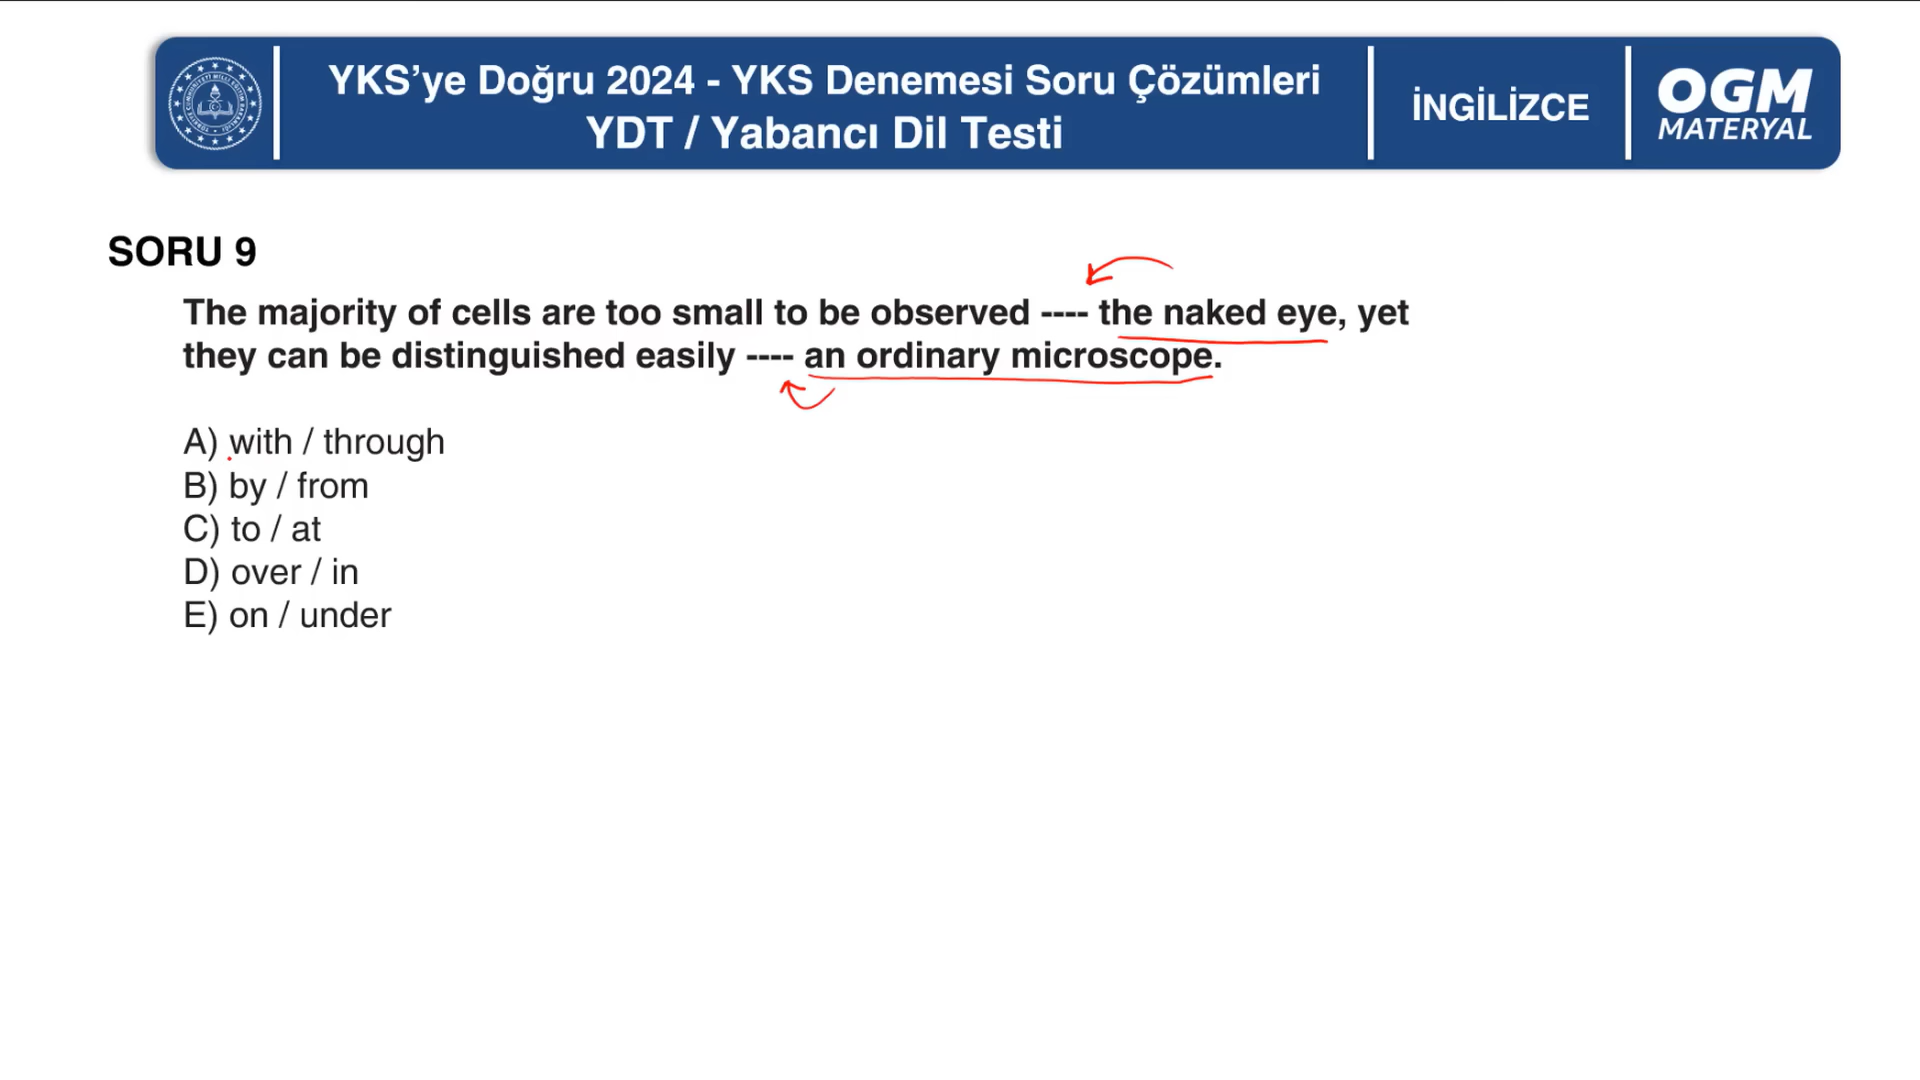 YKS'ye Doğru 2024 - YKS Denemesi Soru Çözümleri
YDT / Yabancı Dil Testi
İNGİLİZCE
OGM
MATERYAL
SORU 9
The majority of cells are too small to be observed ---- the naked eye, yet
they can be distinguished easily ---- an ordinary microscope.
A) with / through
B) by / from
C) to / at
D) over / in
E) on / under